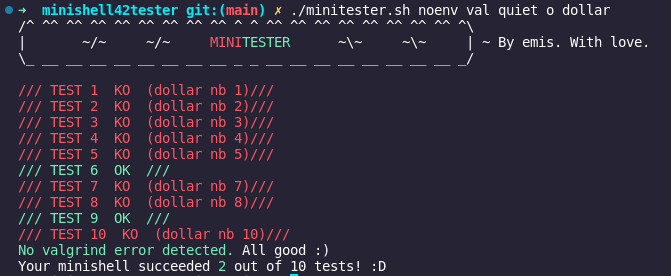 ➜  minishell42tester git:(main) ✗ ./minitester.sh noenv val quiet o dollar
/^ ^^ ^^ ^^ ^^ ^^ ^^ ^^ ^^ ^ ^ ^^ ^^ ^^ ^^ ^^ ^^ ^^ ^^ ^^ ^\
|       ~/~     ~/~     MINITESTER      ~\~     ~\~     | ~ By emis. With love.
\_ __ __ __ __ __ __ __ __ _ _ __ __ __ __ __ __ __ __ _/
/// TEST 1  KO  (dollar nb 1)///
/// TEST 2  KO  (dollar nb 2)///
/// TEST 3  KO  (dollar nb 3)///
/// TEST 4  KO  (dollar nb 4)///
/// TEST 5  KO  (dollar nb 5)///
/// TEST 6  OK  ///
/// TEST 7  KO  (dollar nb 7)///
/// TEST 8  KO  (dollar nb 8)///
/// TEST 9  OK  ///
/// TEST 10  KO  (dollar nb 10)///
No valgrind error detected. All good :)
Your minishell succeeded 2 out of 10 tests! :D